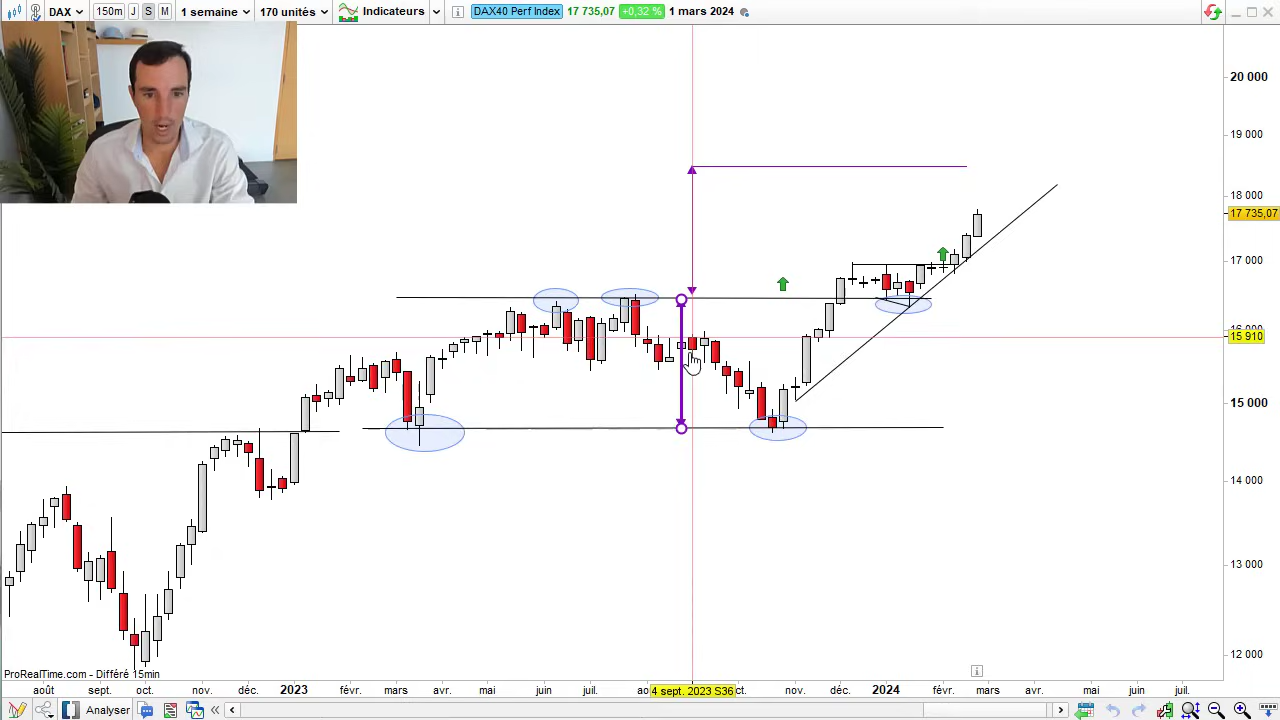 DAX 150m J S M 1 semaine 170 unités Indicateurs DAX40 Perf Index 17 735,07 +0,32 % 1 mars 2024
20 000
19 000
18 000
17 735,07
17 000
15 910
15 000
14 000
13 000
12 000
ProRealTime.com - Différé 15min
août sept. oct. nov. déc. 2023 févr. mars avr. mai juin juil. 4 sept. 2023 S36 ct. nov. déc. 2024 févr. mars avr. mai juin juil.
Analyser